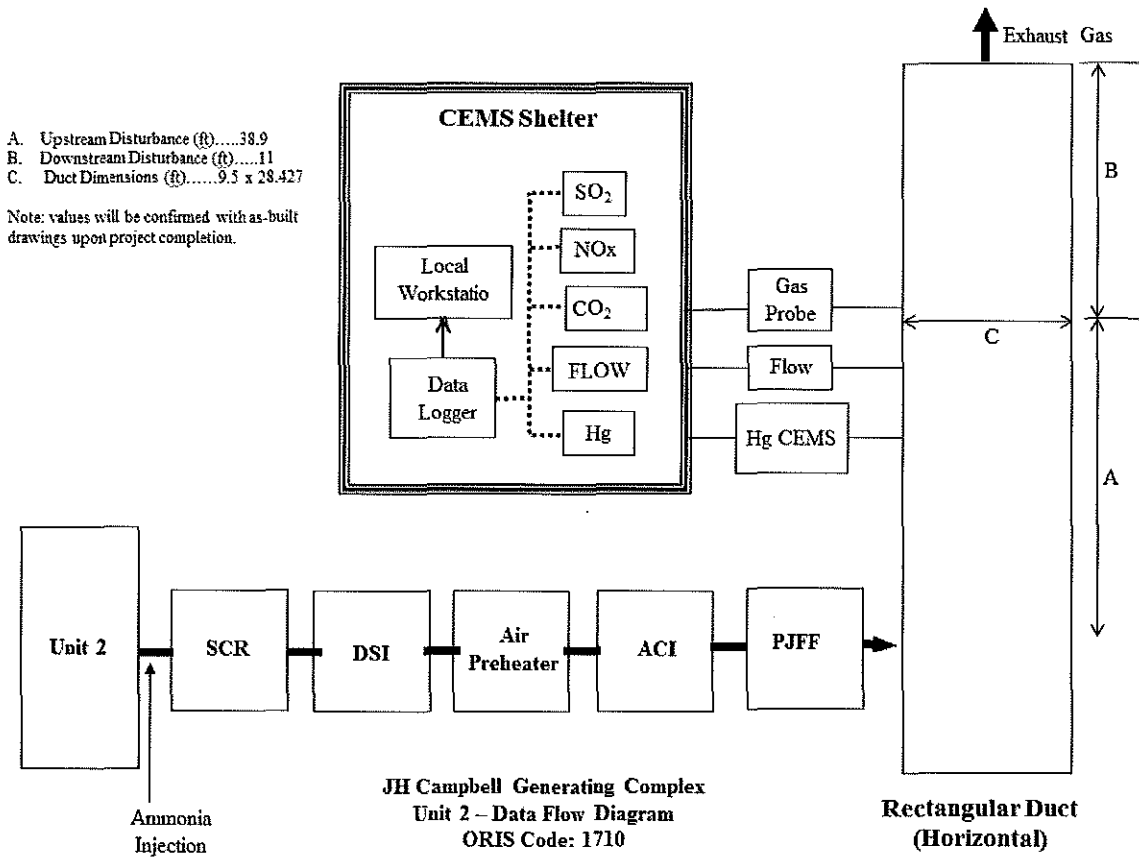 Exhaust Gas
A. Upstream Disturbance (ft).....38.9
B. Downstream Disturbance (ft).....11
C. Duct Dimensions (ft)......9.5 x 28.427
Note: values will be confirmed with as-built
drawings upon project completion.
CEMS Shelter
SO₂
NOx
Local
Workstatio
CO₂
FLOW
Data
Logger
Hg
Gas
Probe
Flow
Hg CEMS
B
C
A
Unit 2
SCR
DSI
Air
Preheater
ACI
PJFF
Ammonia
Injection
JH Campbell Generating Complex
Unit 2 – Data Flow Diagram
ORIS Code: 1710
Rectangular Duct
(Horizontal)